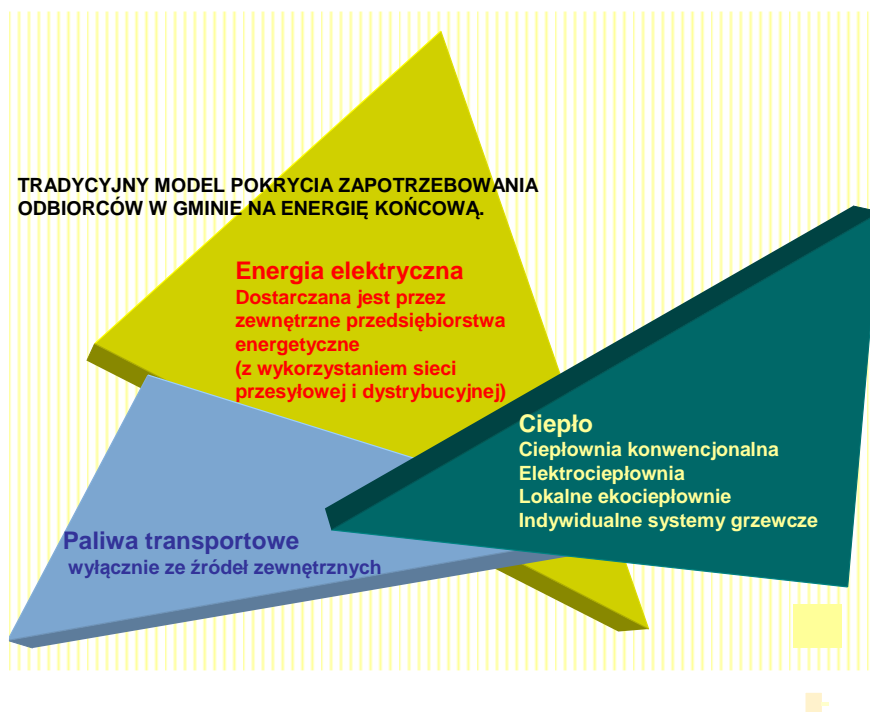 TRADYCYJNY MODEL POKRYCIA ZAPOTRZEBOWANIA
ODBIORCÓW W GMINIE NA ENERGIĘ KOŃCOWĄ.
Energia elektryczna
Dostarczana jest przez
zewnętrzne przedsiębiorstwa
energetyczne
(z wykorzystaniem sieci
przesyłowej i dystrybucyjnej)
Ciepło
Ciepłownia konwencjonalna
Elektrociepłownia
Lokalne ekociepłownie
Indywidualne systemy grzewcze
Paliwa transportowe
wyłącznie ze źródeł zewnętrznych